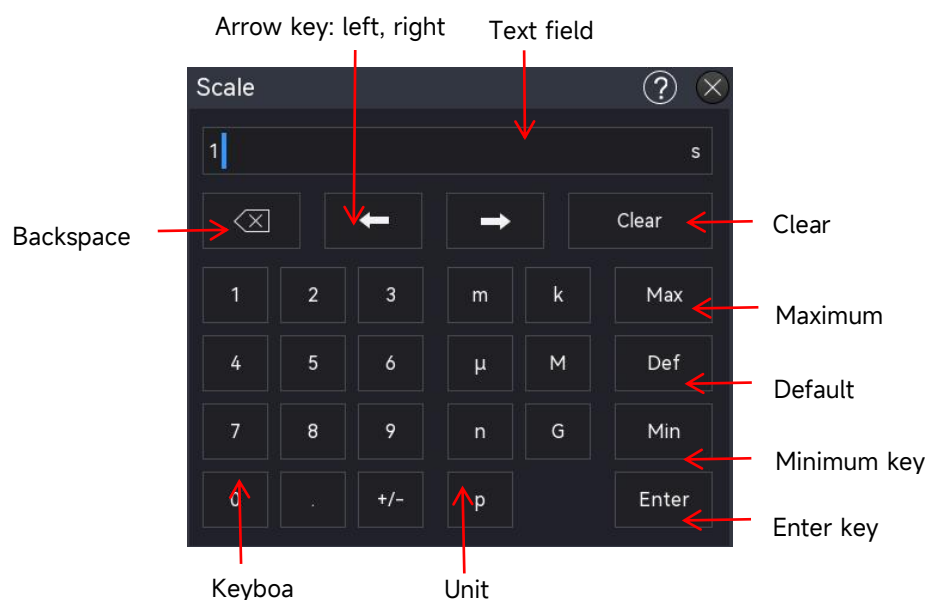 Arrow key: left, right Text field
Scale ?
1 s
Clear
Backspace
Clear
1 2 3 m k Max
Maximum
4 5 6 μ M Def
Default
7 8 9 n G Min
Minimum key
0 . +/- p Enter
Enter key
Keyboa Unit